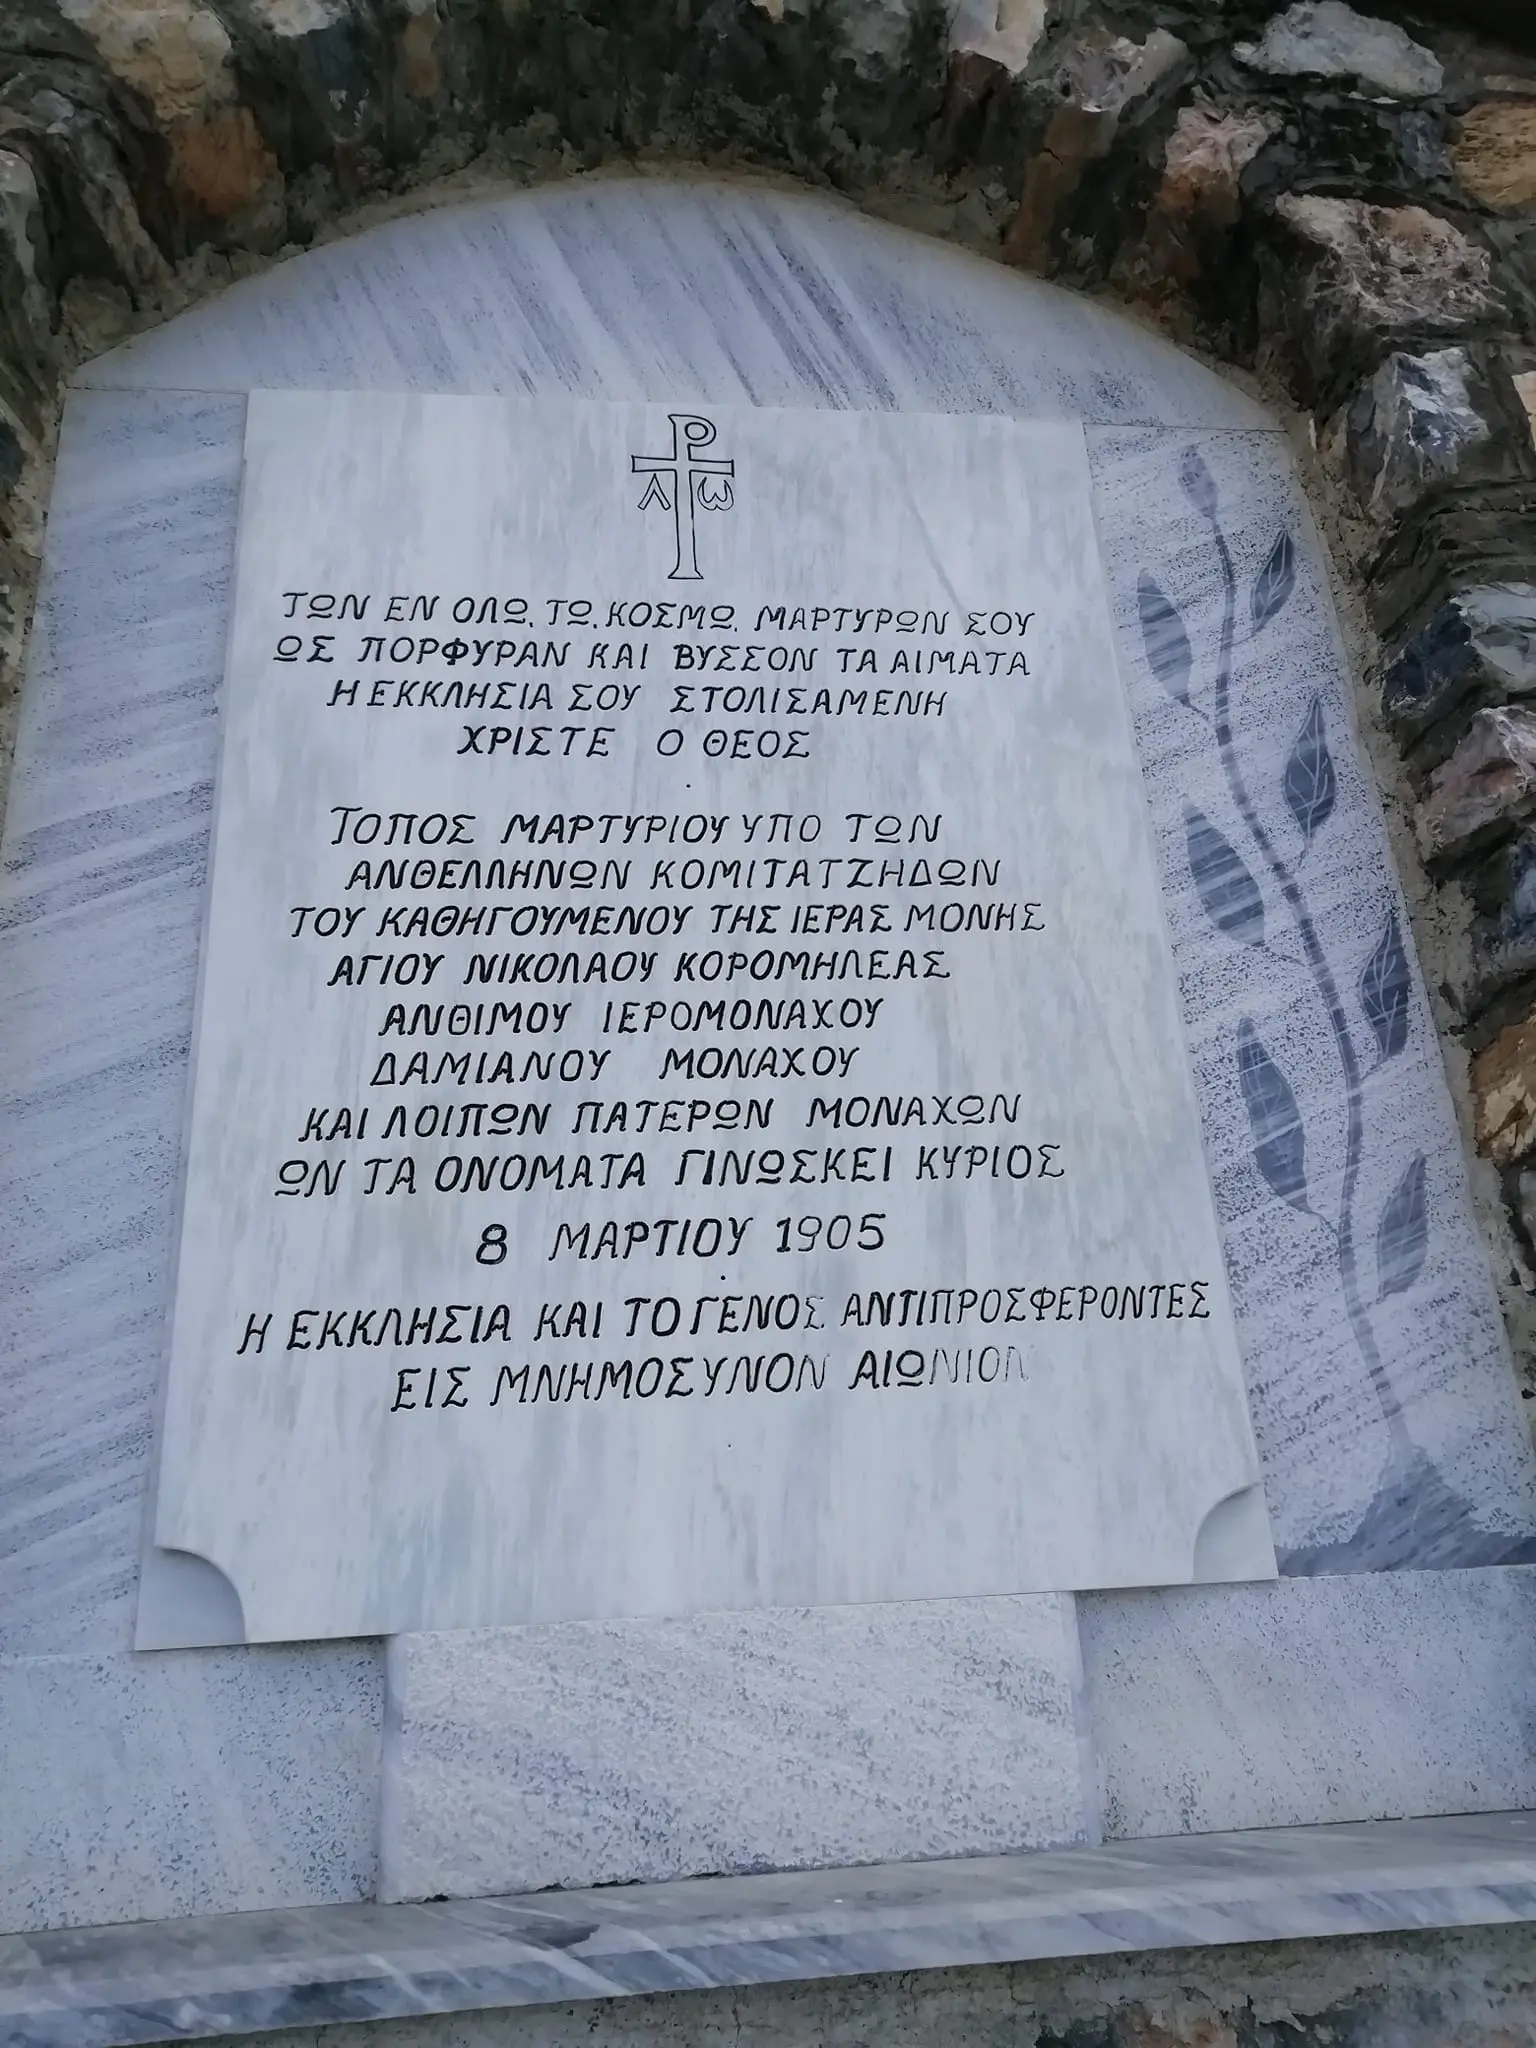 Ρ
Α Ω
ΤΩΝ ΕΝ ΟΛΩ, ΤΩ, ΚΟΣΜΩ, ΜΑΡΤΥΡΩΝ ΣΟΥ
ΩΣ ΠΟΡΦΥΡΑΝ ΚΑΙ ΒΥΣΣΟΝ ΤΑ ΑΙΜΑΤΑ
Η ΕΚΚΛΗΣΙΑ ΣΟΥ ΣΤΟΛΙΣΑΜΕΝΗ
ΧΡΙΣΤΕ Ο ΘΕΟΣ
ΤΟΠΟΣ ΜΑΡΤΥΡΙΟΥ ΥΠΟ ΤΩΝ
ΑΝΘΕΛΛΗΝΩΝ ΚΟΜΙΤΑΤΖΗΔΩΝ
ΤΟΥ ΚΑΘΗΓΟΥΜΕΝΟΥ ΤΗΣ ΙΕΡΑΣ ΜΟΝΗΣ
ΑΓΙΟΥ ΝΙΚΟΛΑΟΥ ΚΟΡΟΜΗΛΕΑΣ
ΑΝΘΙΜΟΥ ΙΕΡΟΜΟΝΑΧΟΥ
ΔΑΜΙΑΝΟΥ ΜΟΝΑΧΟΥ
ΚΑΙ ΛΟΙΠΩΝ ΠΑΤΕΡΩΝ ΜΟΝΑΧΩΝ
ΩΝ ΤΑ ΟΝΟΜΑΤΑ ΓΙΝΩΣΚΕΙ ΚΥΡΙΟΣ
8 ΜΑΡΤΙΟΥ 1905
Η ΕΚΚΛΗΣΙΑ ΚΑΙ ΤΟ ΓΕΝΟΣ ΑΝΤΙΠΡΟΣΦΕΡΟΝΤΕΣ
ΕΙΣ ΜΝΗΜΟΣΥΝΟΝ ΑΙΩΝΙΟΝ